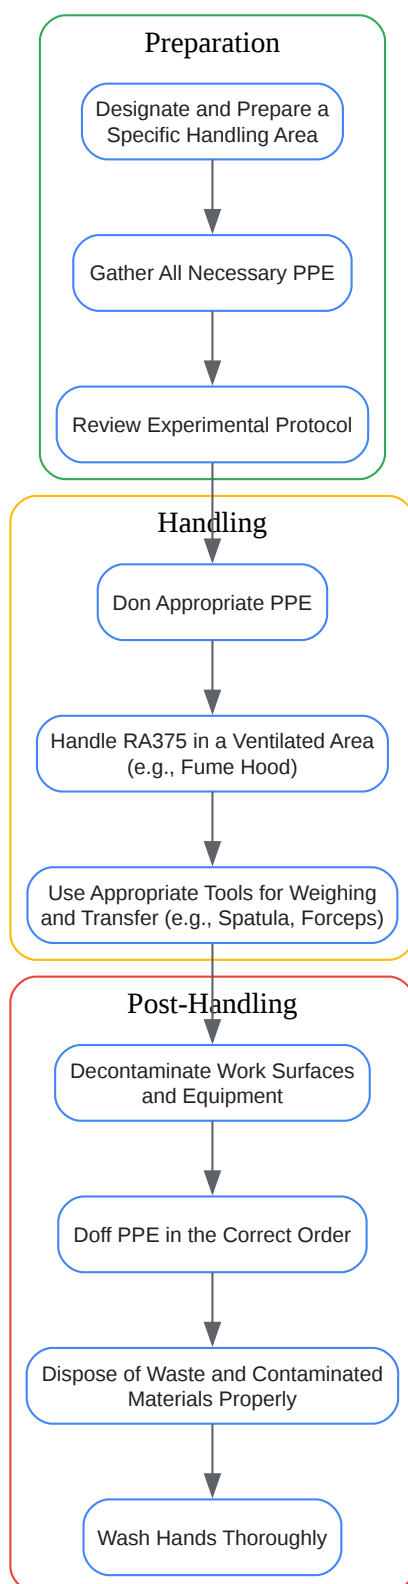 Preparation
Designate and Prepare a
Specific Handling Area
Gather All Necessary PPE
Review Experimental Protocol
Handling
Don Appropriate PPE
Handle RA375 in a Ventilated Area
(e.g., Fume Hood)
Use Appropriate Tools for Weighing
and Transfer (e.g., Spatula, Forceps)
Post-Handling
Decontaminate Work Surfaces
and Equipment
Doff PPE in the Correct Order
Dispose of Waste and Contaminated
Materials Properly
Wash Hands Thoroughly